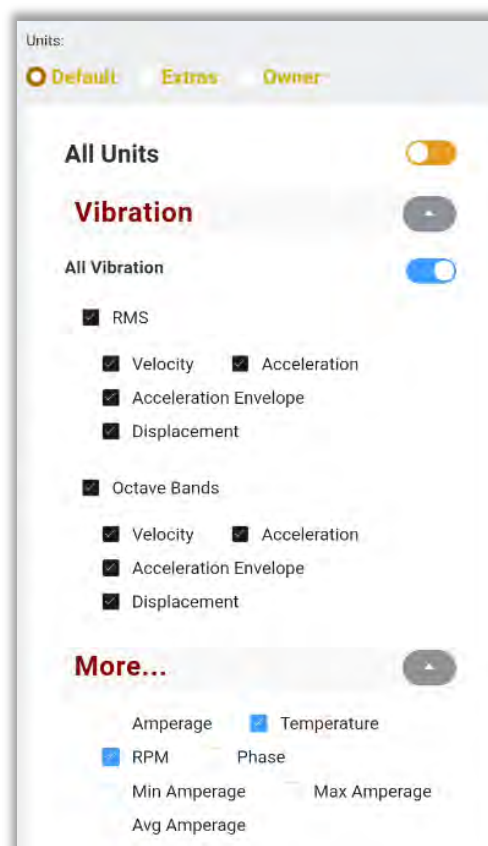 Units:
Default Extras Owner
All Units
Vibration
All Vibration
RMS
Velocity Acceleration
Acceleration Envelope
Displacement
Octave Bands
Velocity Acceleration
Acceleration Envelope
Displacement
More...
Amperage Temperature
RPM Phase
Min Amperage Max Amperage
Avg Amperage